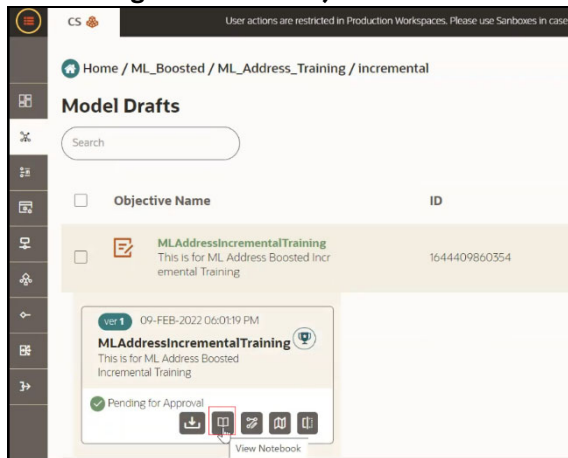 CS
User actions are restricted in Production Workspaces. Please use Sanboxes in case
Home / ML_Boosted / ML_Address_Training / incremental
Model Drafts
Search
Objective Name ID
MLAddressIncrementalTraining
This is for ML Address Boosted Incr
emental Training
1644409860354
ver 1 09-FEB-2022 06:01:19 PM
MLAddressIncrementalTraining
This is for ML Address Boosted
Incremental Training
Pending for Approval
View Notebook